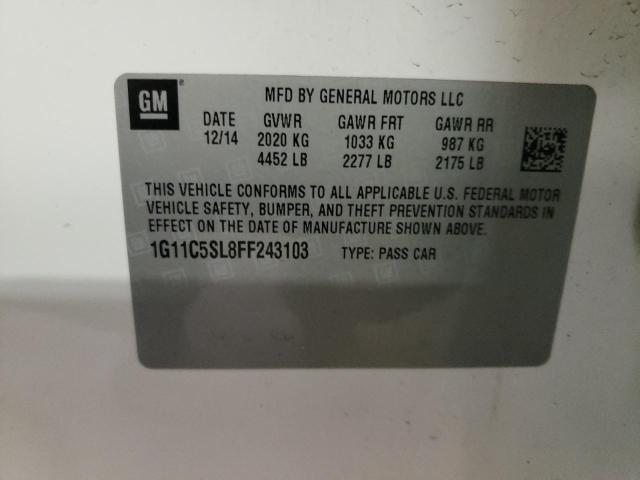 GM
MFD BY GENERAL MOTORS LLC
DATE GVWR GAWR FRT GAWR RR
12/14 2020 KG 1033 KG 987 KG
4452 LB 2277 LB 2175 LB
THIS VEHICLE CONFORMS TO ALL APPLICABLE U.S. FEDERAL MOTOR
VEHICLE SAFETY, BUMPER, AND THEFT PREVENTION STANDARDS IN
EFFECT ON THE DATE OF MANUFACTURE SHOWN ABOVE.
1G11C5SL8FF243103 TYPE: PASS CAR